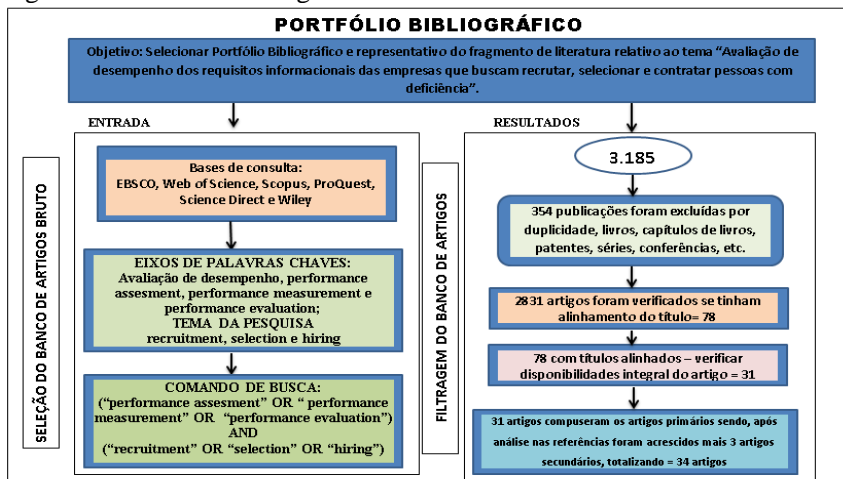 PORTFÓLIO BIBLIOGRÁFICO
Objetivo: Selecionar Portfólio Bibliográfico e representativo do fragmento de literatura relativo ao tema “Avaliação de
desempenho dos requisitos informacionais das empresas que buscam recrutar, selecionar e contratar pessoas com
deficiência”.
SELEÇÃO DO BANCO DE ARTIGOS BRUTO
ENTRADA
Bases de consulta:
EBSCO, Web of Science, Scopus, ProQuest,
Science Direct e Wiley
EIXOS DE PALAVRAS CHAVES:
Avaliação de desempenho, performance
assesment, performance measurement e
performance evaluation;
TEMA DA PESQUISA
recruitment, selection e hiring
COMANDO DE BUSCA:
(“performance assesment” OR “ performance
measurement” OR “performance evaluation”)
AND
(“recruitment” OR “selection” OR “hiring”)
FILTRAGEM DO BANCO DE ARTIGOS
RESULTADOS
3.185
354 publicações foram excluídas por
duplicidade, livros, capítulos de livros,
patentes, séries, conferências, etc.
2831 artigos foram verificados se tinham
alinhamento do título= 78
78 com títulos alinhados – verificar
disponibilidades integral do artigo = 31
31 artigos compuseram os artigos primários sendo, após
análise nas referências foram acrescidos mais 3 artigos
secundários, totalizando = 34 artigos